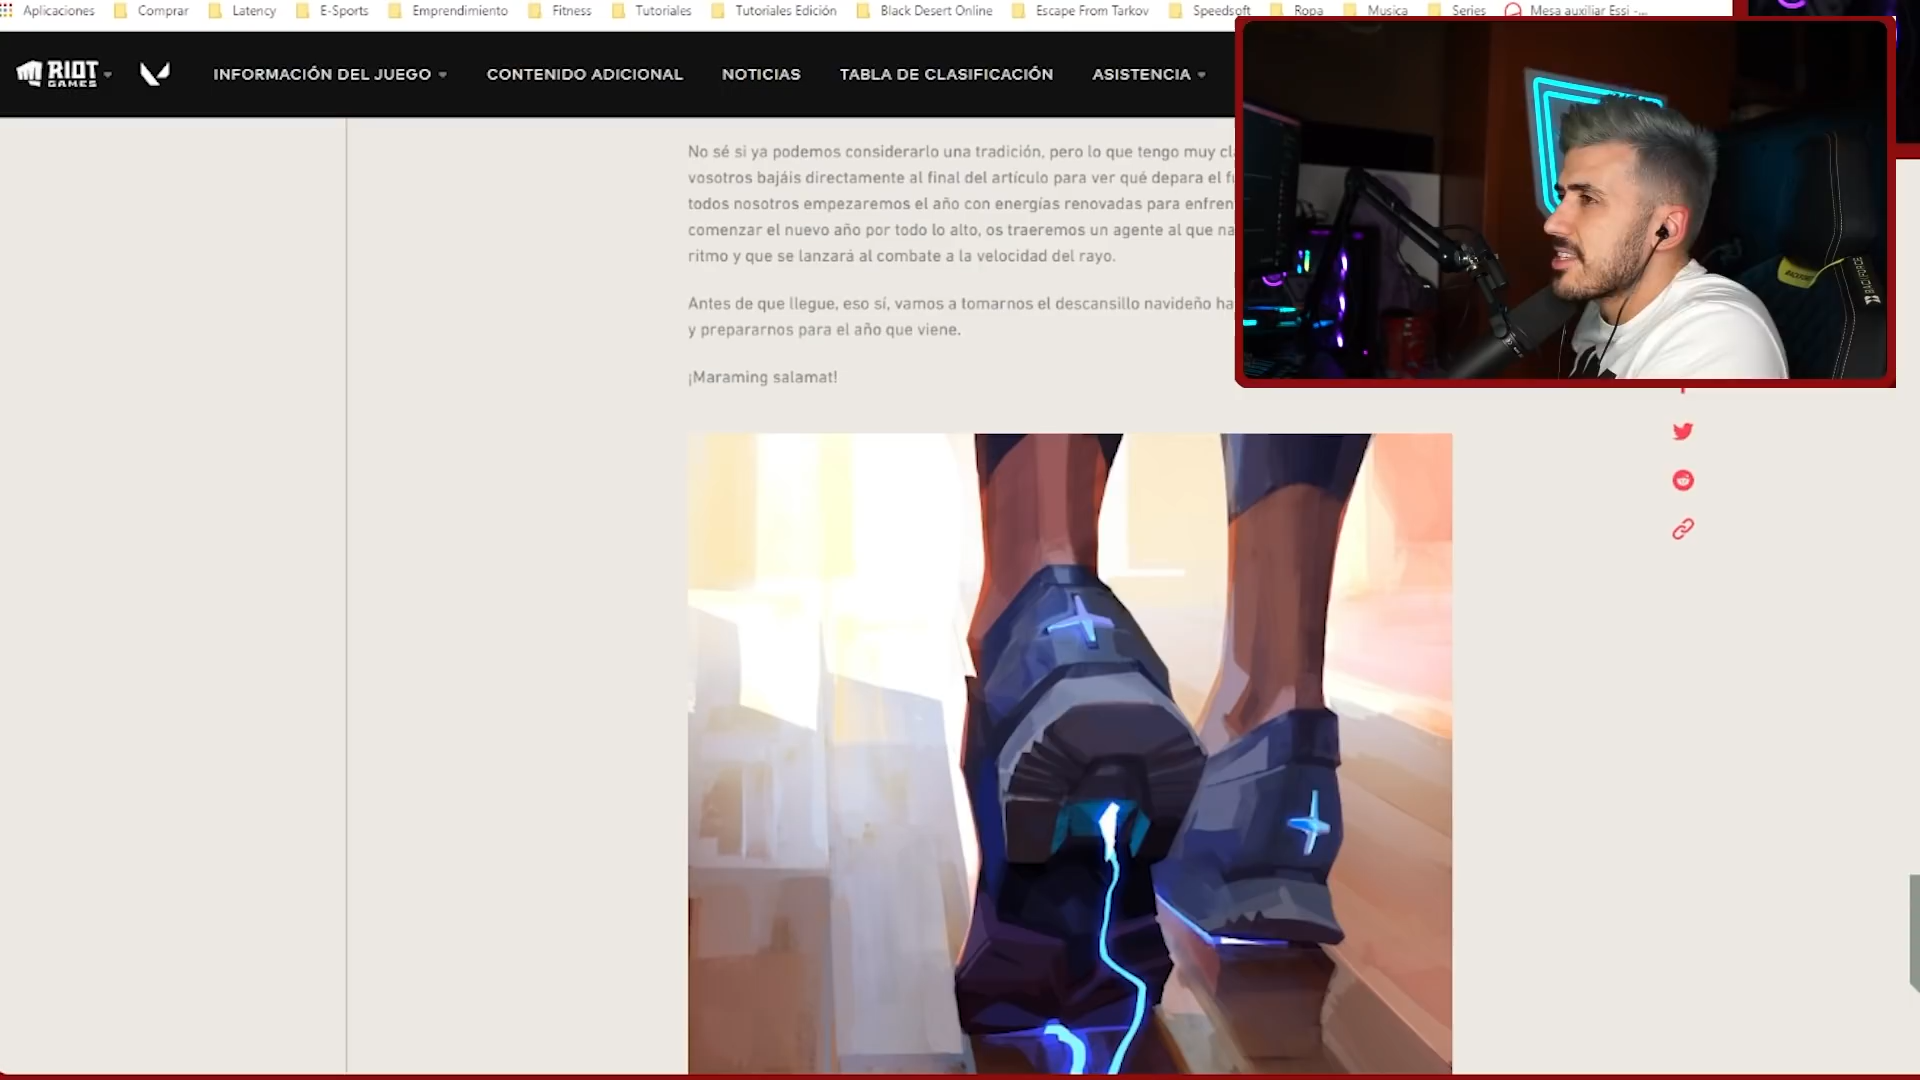 Aplicaciones Comprar Latency E-Sports Emprendimiento Fitness Tutoriales Tutoriales Edición Black Desert Online Escape From Tarkov Speedsoft Ropa Musica Series Mesa auxiliar Essi -...
RIOT GAMES INFORMACIÓN DEL JUEGO CONTENIDO ADICIONAL NOTICIAS TABLA DE CLASIFICACIÓN ASISTENCIA
No sé si ya podemos considerarlo una tradición, pero lo que tengo muy
vosotros bajáis directamente al final del artículo para ver qué depara el
todos nosotros empezaremos el año con energías renovadas para
comenzar el nuevo año por todo lo alto, os traeremos un agente al que
ritmo y que se lanzará al combate a la velocidad del rayo.
Antes de que llegue, eso sí, vamos a tomarnos el descansillo navideño
y prepararnos para el año que viene.
¡Maraming salamat!